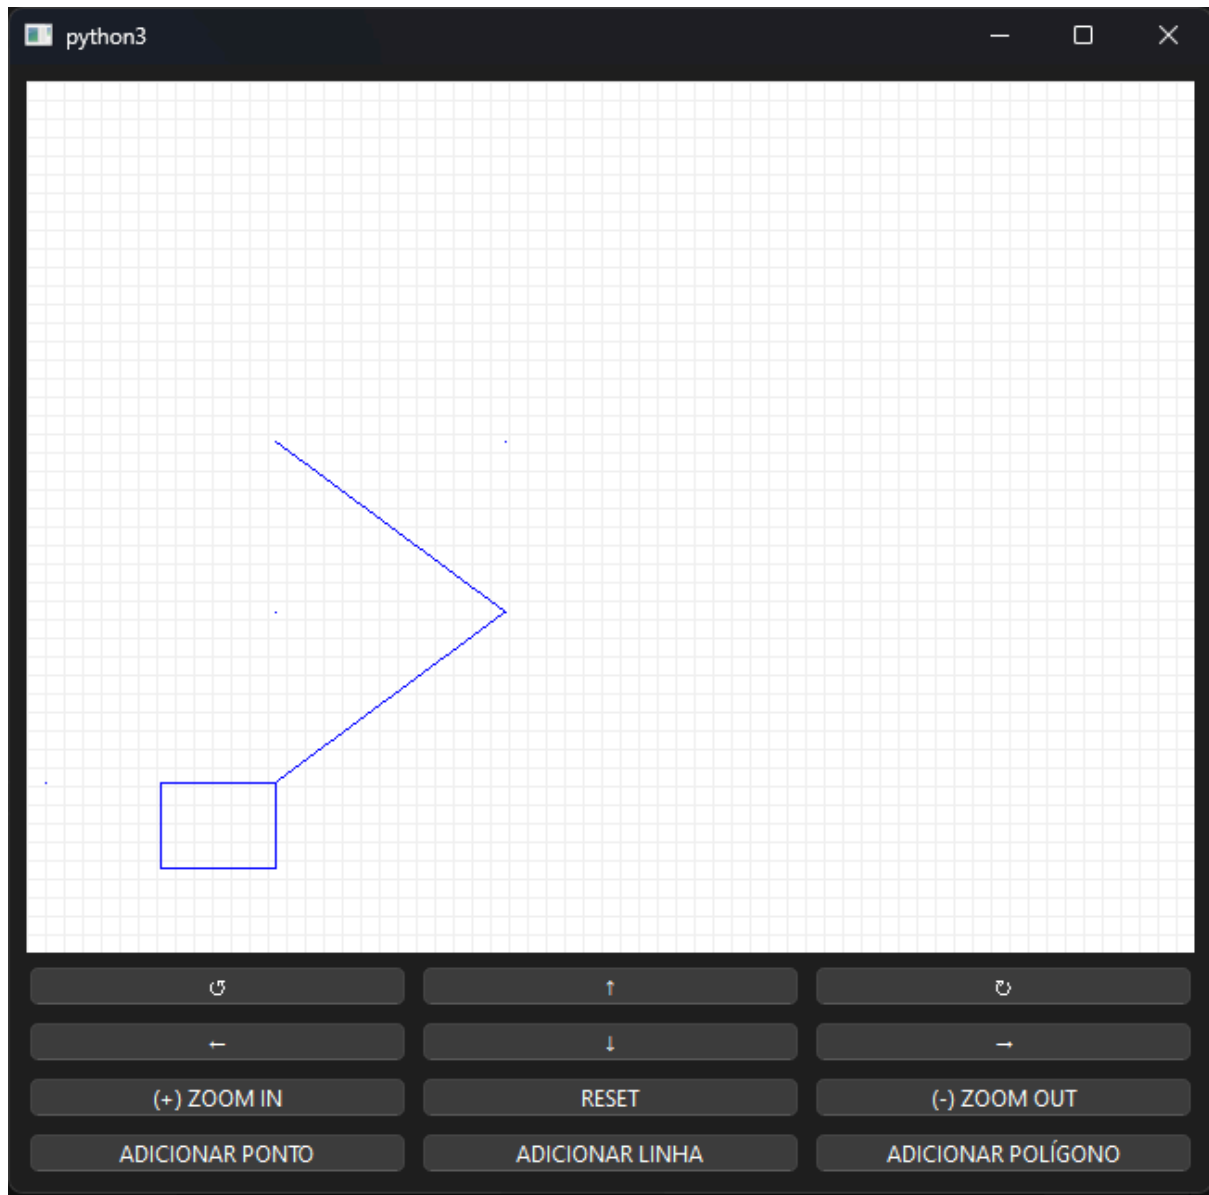 python3
↺ ↑ ↻
← ↓ →
(+) ZOOM IN RESET (-) ZOOM OUT
ADICIONAR PONTO ADICIONAR LINHA ADICIONAR POLÍGONO